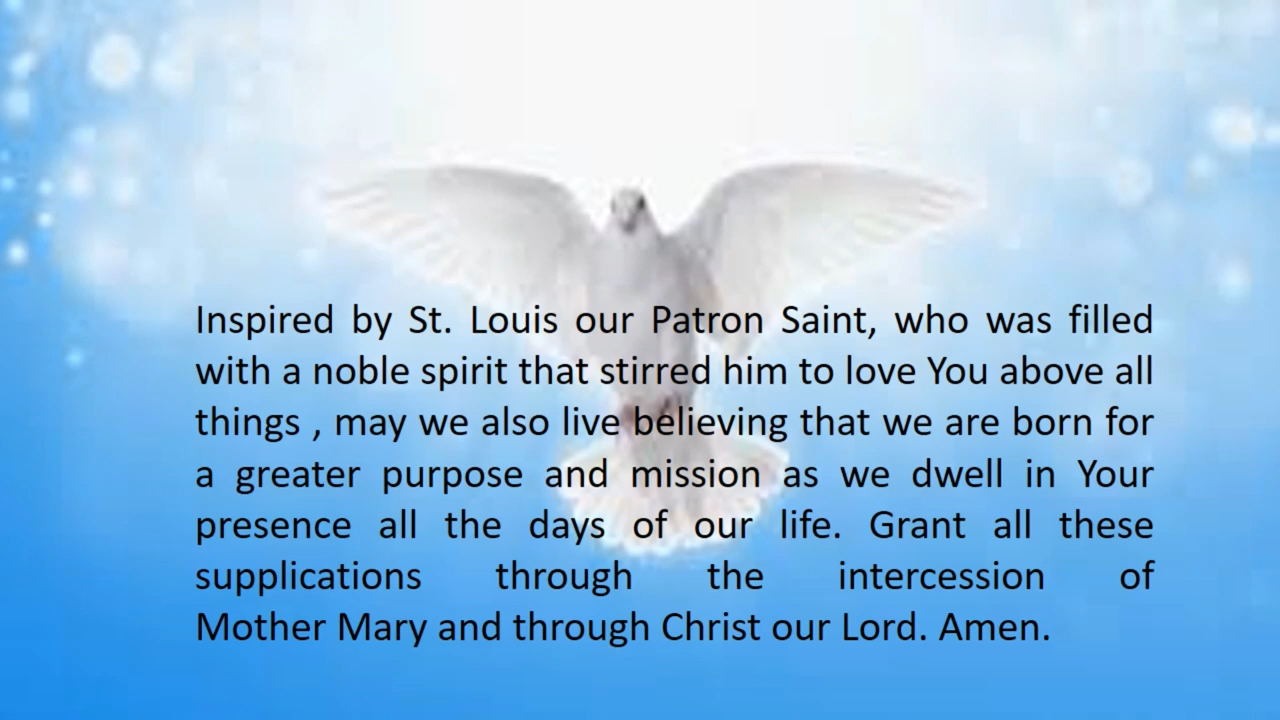 Inspired by St. Louis our Patron Saint, who was filled
with a noble spirit that stirred him to love You above all
things , may we also live believing that we are born for
a greater purpose and mission as we dwell in Your
presence all the days of our life. Grant all these
supplications through the intercession of
Mother Mary and through Christ our Lord. Amen.